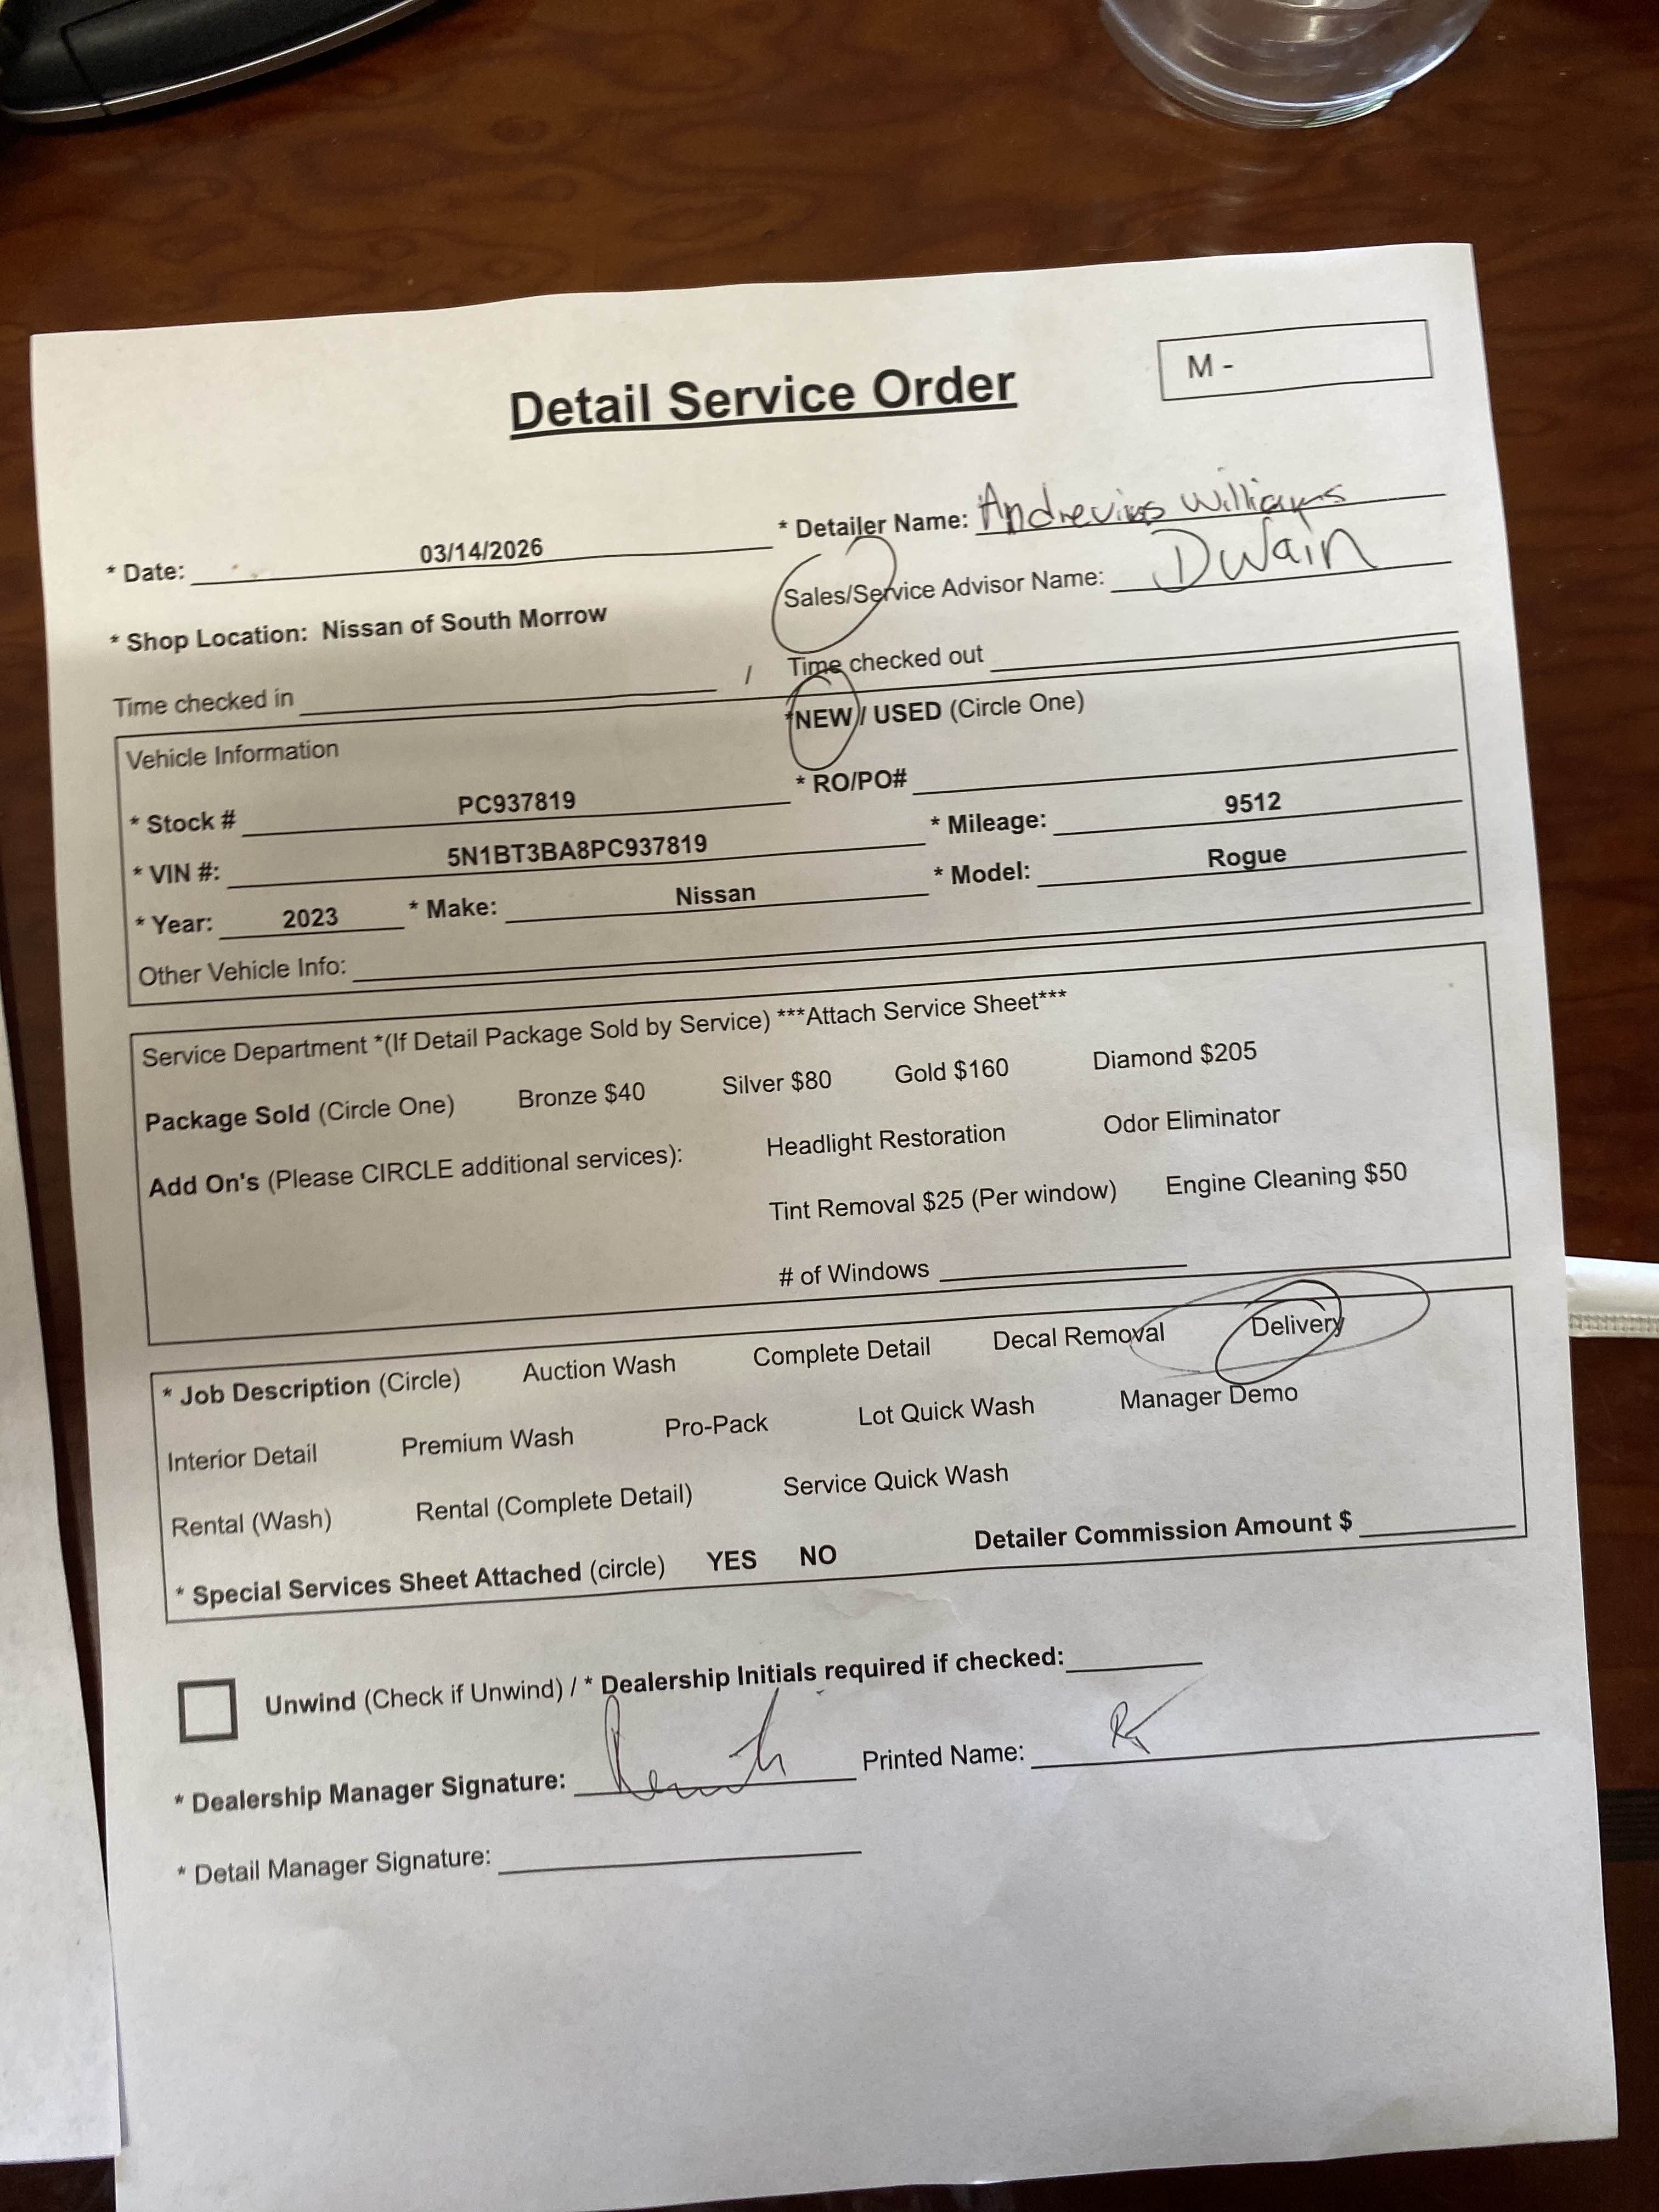 M -
Detail Service Order
* Date: 03/14/2026 * Detailer Name: Andrevius Williams
* Shop Location: Nissan of South Morrow Sales/Service Advisor Name: Dwain
Time checked in / Time checked out
Vehicle Information *NEW / USED (Circle One)
* Stock # PC937819 * RO/PO#
* VIN #: 5N1BT3BA8PC937819 * Mileage: 9512
* Year: 2023 * Make: Nissan * Model: Rogue
Other Vehicle Info:
Service Department *(If Detail Package Sold by Service) ***Attach Service Sheet***
Package Sold (Circle One) Bronze $40 Silver $80 Gold $160 Diamond $205
Add On's (Please CIRCLE additional services): Headlight Restoration Odor Eliminator
Tint Removal $25 (Per window) Engine Cleaning $50
# of Windows
* Job Description (Circle) Auction Wash Complete Detail Decal Removal Delivery
Interior Detail Premium Wash Pro-Pack Lot Quick Wash Manager Demo
Rental (Wash) Rental (Complete Detail) Service Quick Wash
* Special Services Sheet Attached (circle) YES NO Detailer Commission Amount $
Unwind (Check if Unwind) / * Dealership Initials required if checked:
* Dealership Manager Signature: Printed Name:
* Detail Manager Signature: